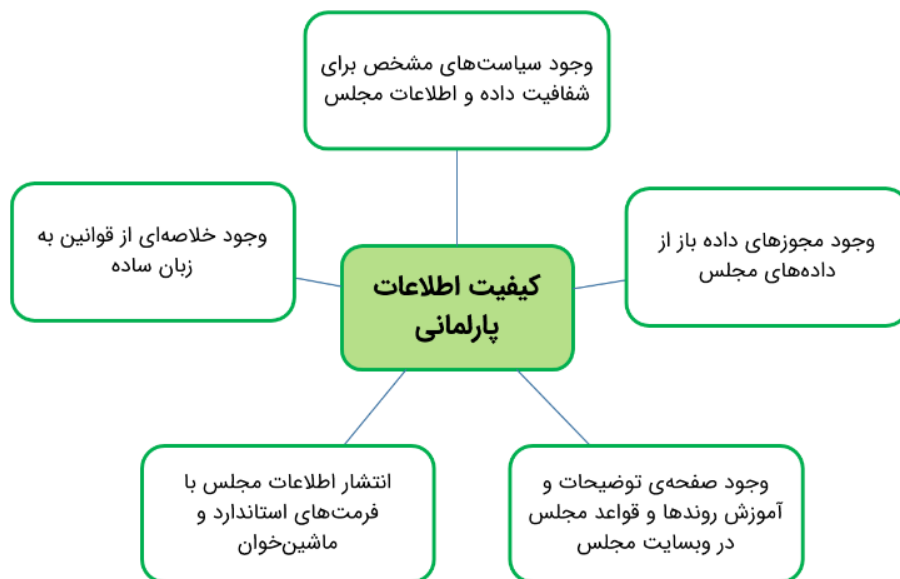 وجود سیاست‌های مشخص برای
شفافیت داده و اطلاعات مجلس
وجود مجوزهای داده باز از
داده‌های مجلس
وجود خلاصه‌ای از قوانین به
زبان ساده
کیفیت اطلاعات
پارلمانی
وجود صفحه‌ی توضیحات و
آموزش روندها و قواعد مجلس
در وبسایت مجلس
انتشار اطلاعات مجلس با
فرمت‌های استاندارد و
ماشین‌خوان